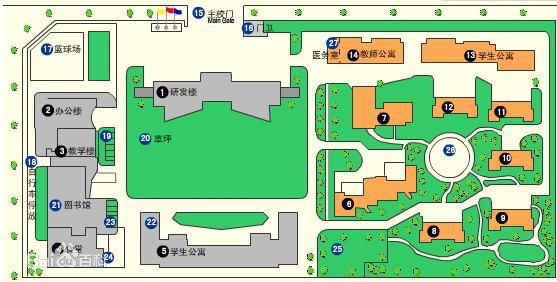 15 主校门
Main Gate
16 门卫
17 篮球场
27
医务室
14 教师公寓
13 学生公寓
1 研发楼
2 办公楼
7
12
11
19
20 草坪
3 教学楼
26
10
18
自行车停放
21 图书馆
6
23
22
9
8
5 学生公寓
25
24
Bai du 百科